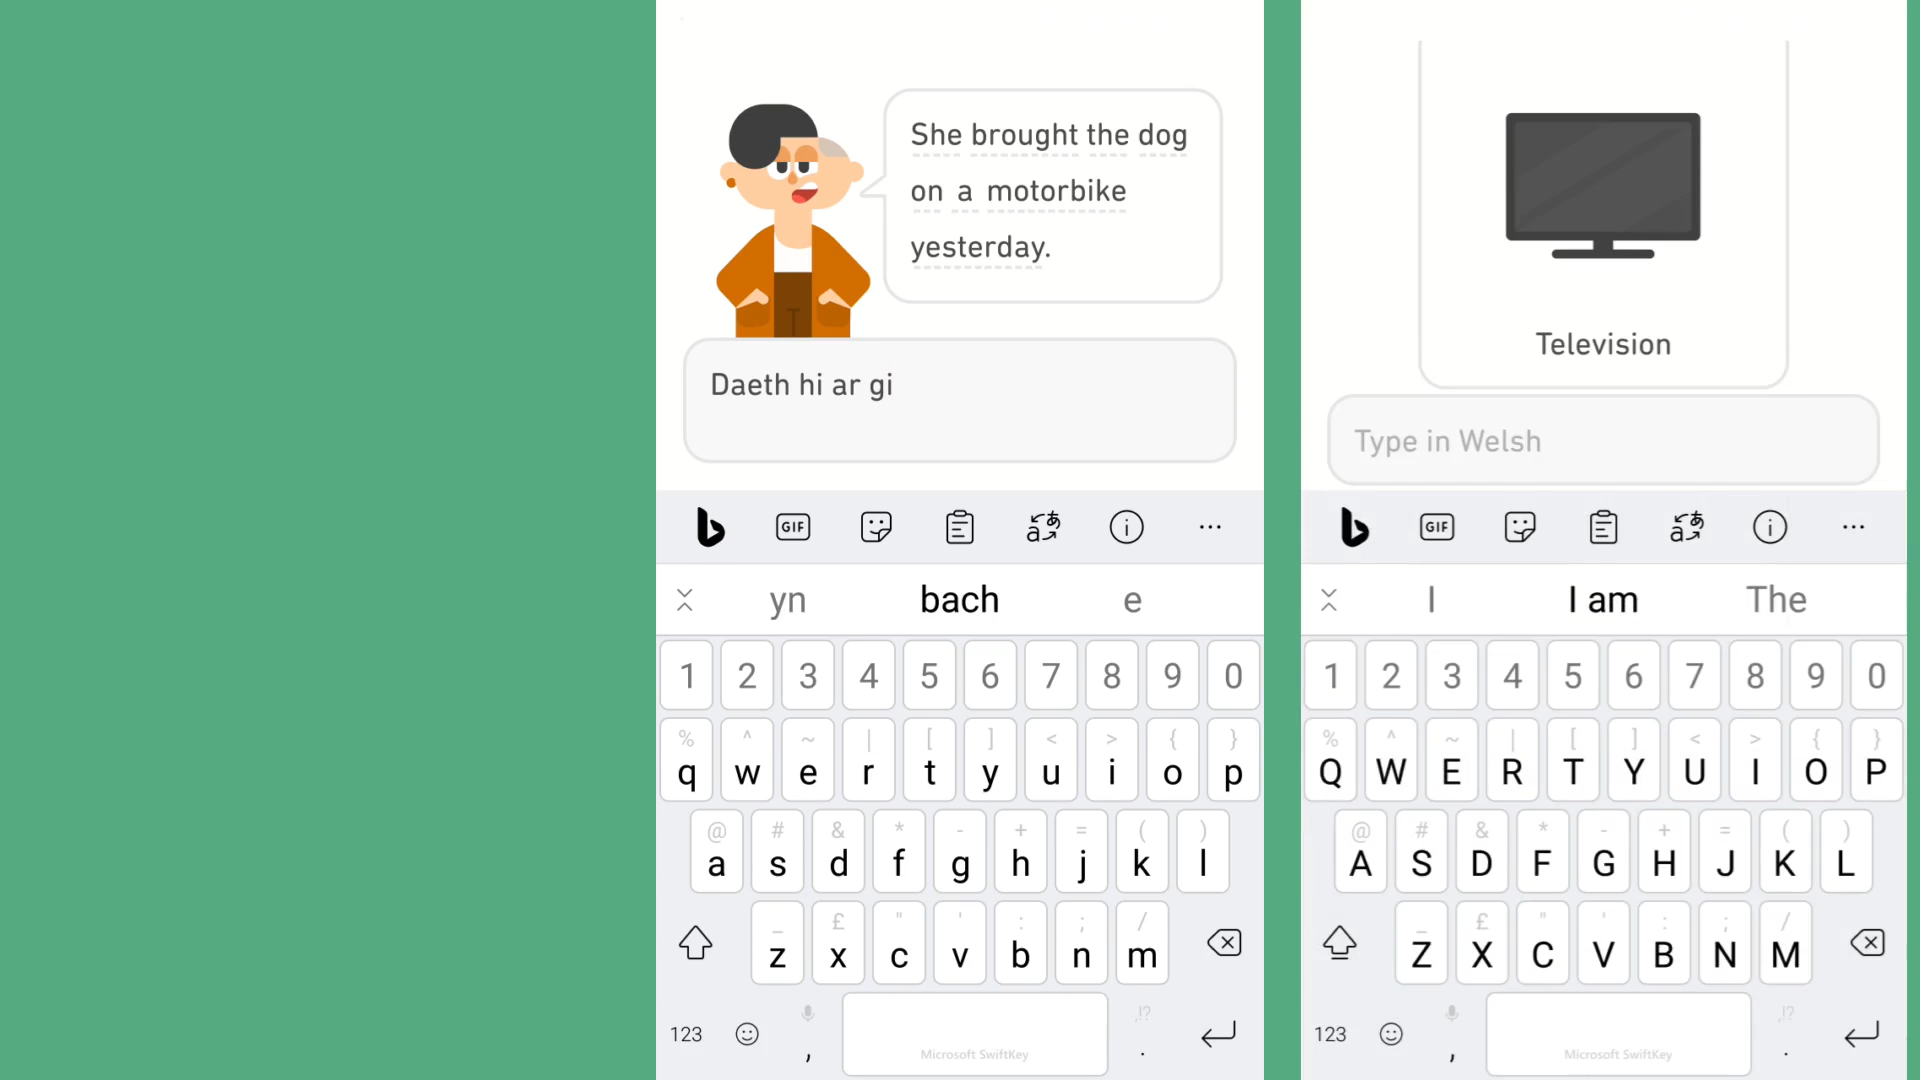 She brought the dog
on a motorbike
yesterday.
Daeth hi ar gi
GIF
yn bach e
1 2 3 4 5 6 7 8 9 0
% ^ ~ | [ ] < > { }
q w e r t y u i o p
@ # & * - + = ( )
a s d f g h j k l
_ £ " ' : ; /
z x c v b n m
,!?
123 , .
Microsoft SwiftKey
Television
Type in Welsh
GIF
I I am The
1 2 3 4 5 6 7 8 9 0
% ^ ~ | [ ] < > { }
Q W E R T Y U I O P
@ # & * - + = ( )
A S D F G H J K L
_ £ " ' : ; /
Z X C V B N M
,!?
123 , .
Microsoft SwiftKey